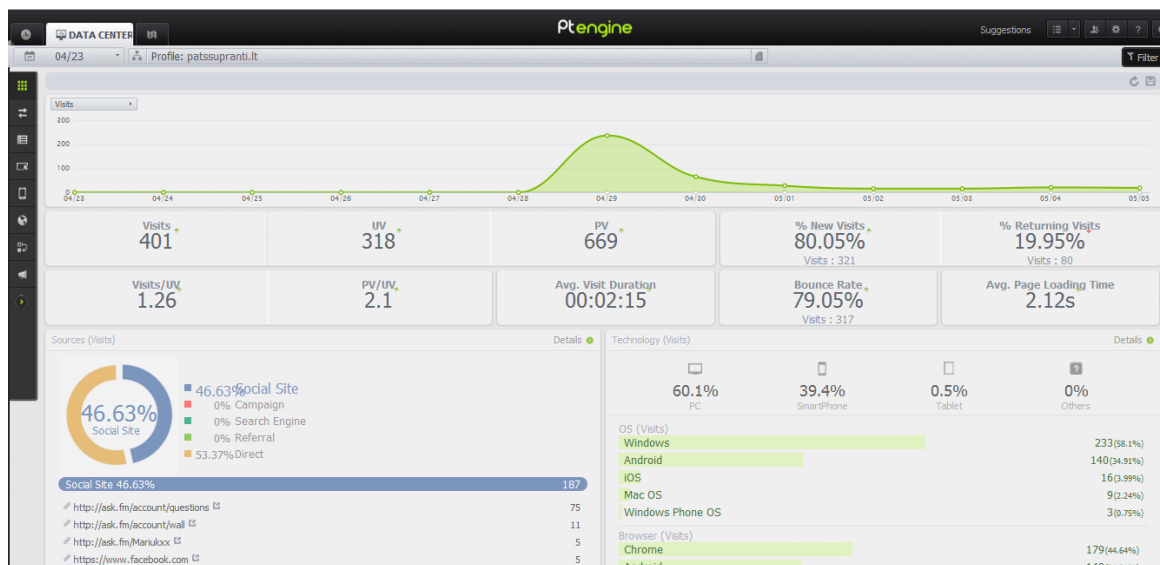 Ptengine
DATA CENTER
Suggestions
?
04/23
Profile: patssupranti.lt
Filter
Visits
300
200
100
0
04/23 04/24 04/25 04/26 04/27 04/28 04/29 04/30 05/01 05/02 05/03 05/04 05/05
Visits UV PV % New Visits % Returning Visits
401 318 669 80.05% 19.95%
Visits : 321 Visits : 80
Visits/UV PV/UV Avg. Visit Duration Bounce Rate Avg. Page Loading Time
1.26 2.1 00:02:15 79.05% 2.12s
Visits : 317
Sources (Visits) Details
46.63%
Social Site
46.63% Social Site
0% Campaign
0% Search Engine
0% Referral
53.37% Direct
Social Site 46.63% 187
http://ask.fm/account/questions 75
http://ask.fm/account/wall 11
http://ask.fm/Mariukxx 5
https://www.facebook.com 5
Technology (Visits) Details
?
60.1% 39.4% 0.5% 0%
PC SmartPhone Tablet Others
OS (Visits)
Windows 233(58.1%)
Android 140(34.91%)
iOS 16(3.99%)
Mac OS 9(2.24%)
Windows Phone OS 3(0.75%)
Browser (Visits)
Chrome 179(44.64%)